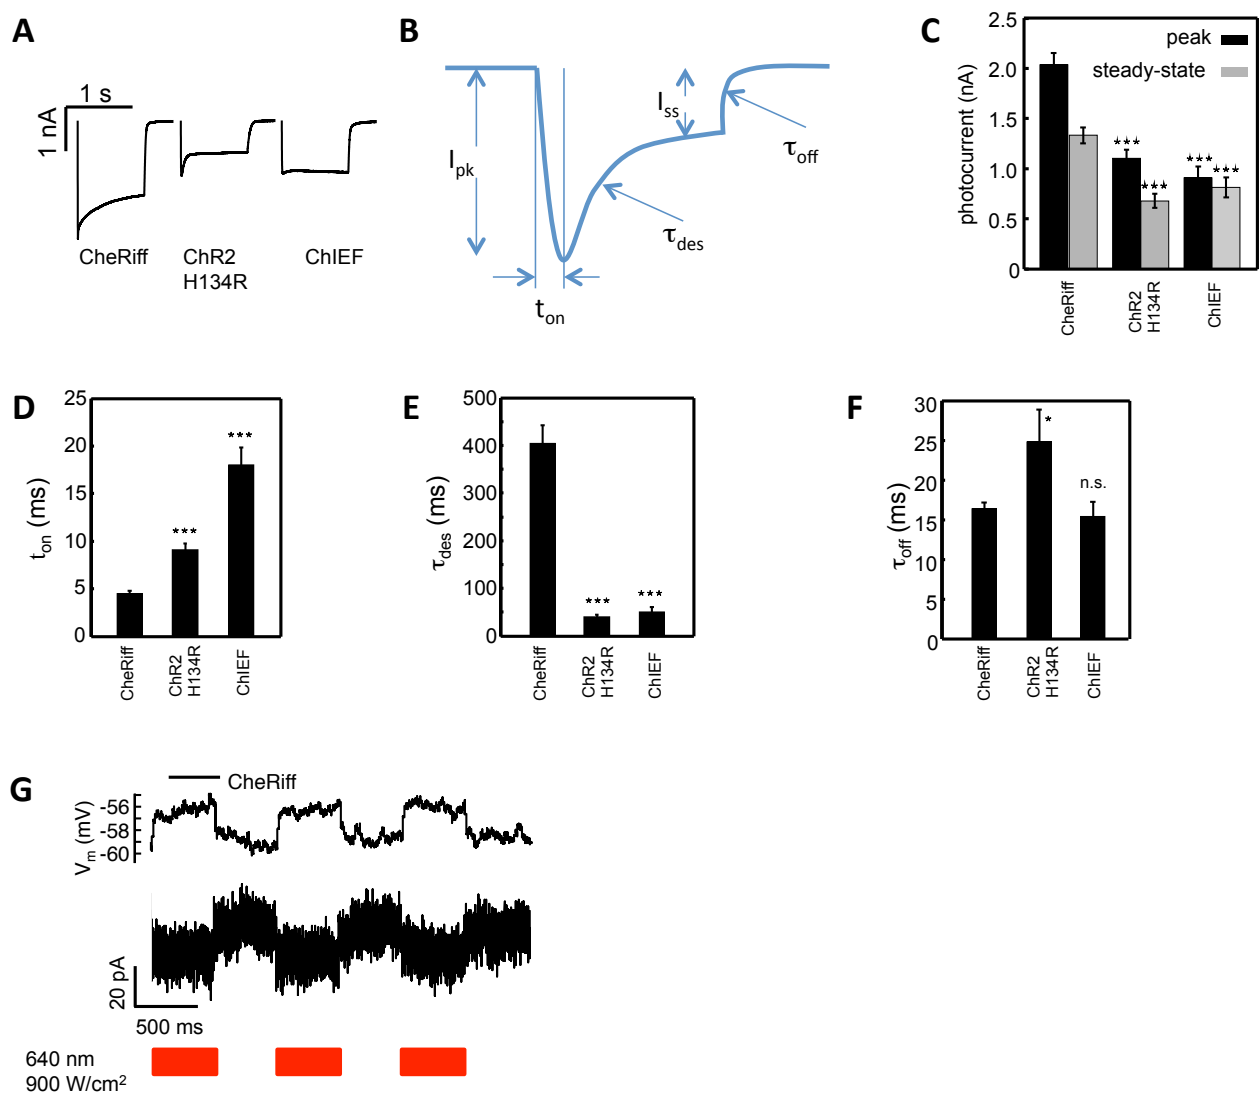 A
1 s
1 nA
CheRiff
ChR2
H134R
ChIEF
B
Ipk
Iss
τoff
τdes
ton
C
photocurrent (nA)
2.5
2.0
1.5
1.0
0.5
0
peak
steady-state
***
***
***
***
CheRiff
ChR2
H134R
ChIEF
D
ton (ms)
25
20
15
10
5
0
***
***
CheRiff
ChR2
H134R
ChIEF
E
τdes (ms)
500
400
300
200
100
0
***
***
CheRiff
ChR2
H134R
ChIEF
F
τoff (ms)
30
25
20
15
10
5
0
*
n.s.
CheRiff
ChR2
H134R
ChIEF
G
CheRiff
Vm (mV)
-56
-58
-60
20 pA
500 ms
640 nm
900 W/cm²